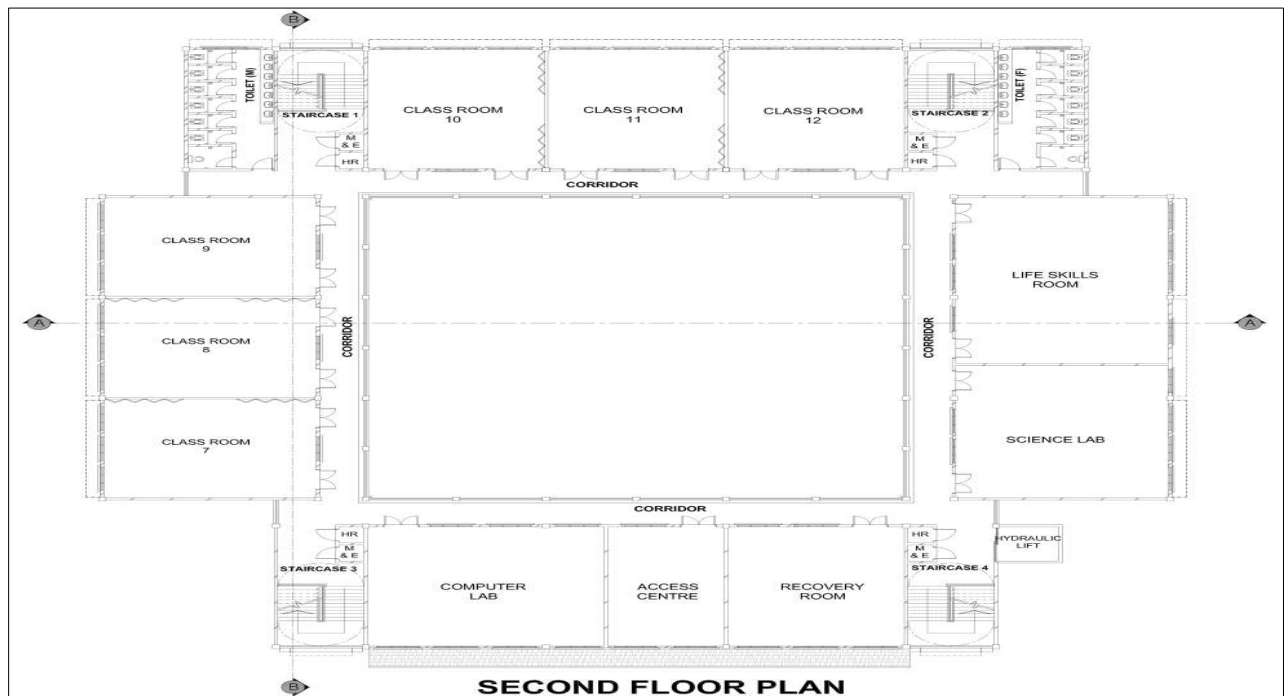 B
TOILET (M)
STAIRCASE 1
M
& E
HR
CLASS ROOM
10
CLASS ROOM
11
CLASS ROOM
12
STAIRCASE 2
M
& E
HR
TOILET (F)
CORRIDOR
CLASS ROOM
9
CLASS ROOM
8
CLASS ROOM
7
CORRIDOR
CORRIDOR
LIFE SKILLS
ROOM
SCIENCE LAB
A
A
CORRIDOR
HR
M
& E
STAIRCASE 3
COMPUTER
LAB
ACCESS
CENTRE
RECOVERY
ROOM
HR
M
& E
STAIRCASE 4
HYDRAULIC
LIFT
B
SECOND FLOOR PLAN